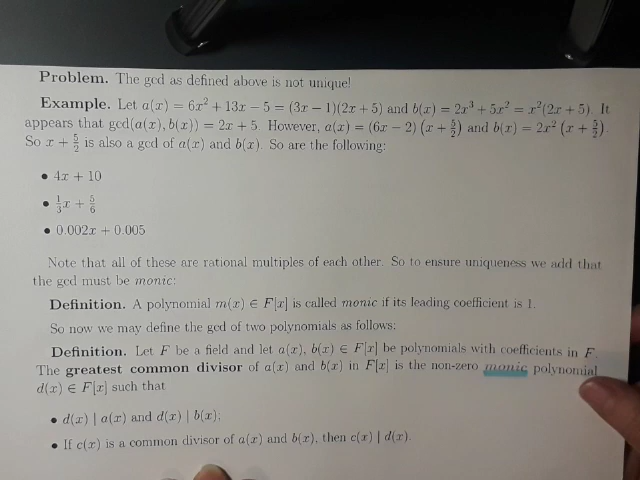 Problem. The gcd as defined above is not unique!
Example. Let a(x) = 6x² + 13x − 5 = (3x − 1)(2x + 5) and b(x) = 2x³ + 5x² = x²(2x + 5). It
appears that gcd(a(x), b(x)) = 2x + 5. However, a(x) = (6x − 2)(x + 5/2) and b(x) = 2x²(x + 5/2).
So x + 5/2 is also a gcd of a(x) and b(x). So are the following:
• 4x + 10
• 1/3x + 5/6
• 0.002x + 0.005
Note that all of these are rational multiples of each other. So to ensure uniqueness we add that
the gcd must be monic:
Definition. A polynomial m(x) ∈ F[x] is called monic if its leading coefficient is 1.
So now we may define the gcd of two polynomials as follows:
Definition. Let F be a field and let a(x), b(x) ∈ F[x] be polynomials with coefficients in F.
The greatest common divisor of a(x) and b(x) in F[x] is the non-zero monic polynomial
d(x) ∈ F[x] such that
• d(x) | a(x) and d(x) | b(x);
• If c(x) is a common divisor of a(x) and b(x), then c(x) | d(x).